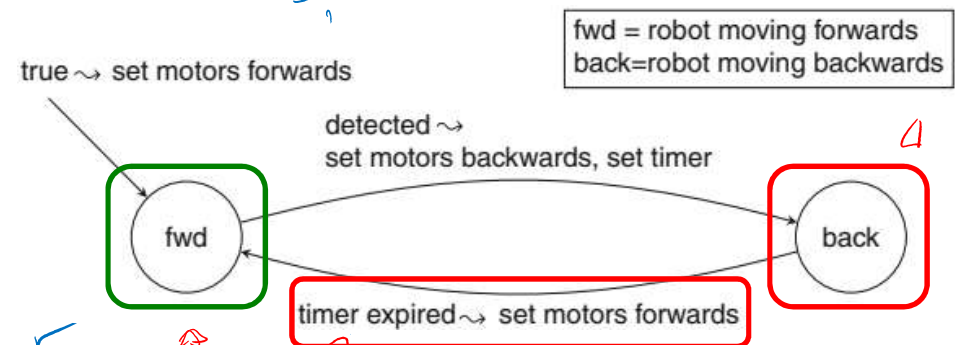 fwd = robot moving forwards
back=robot moving backwards
true ⤳ set motors forwards
detected ⤳
set motors backwards, set timer
fwd
back
timer expired ⤳ set motors forwards